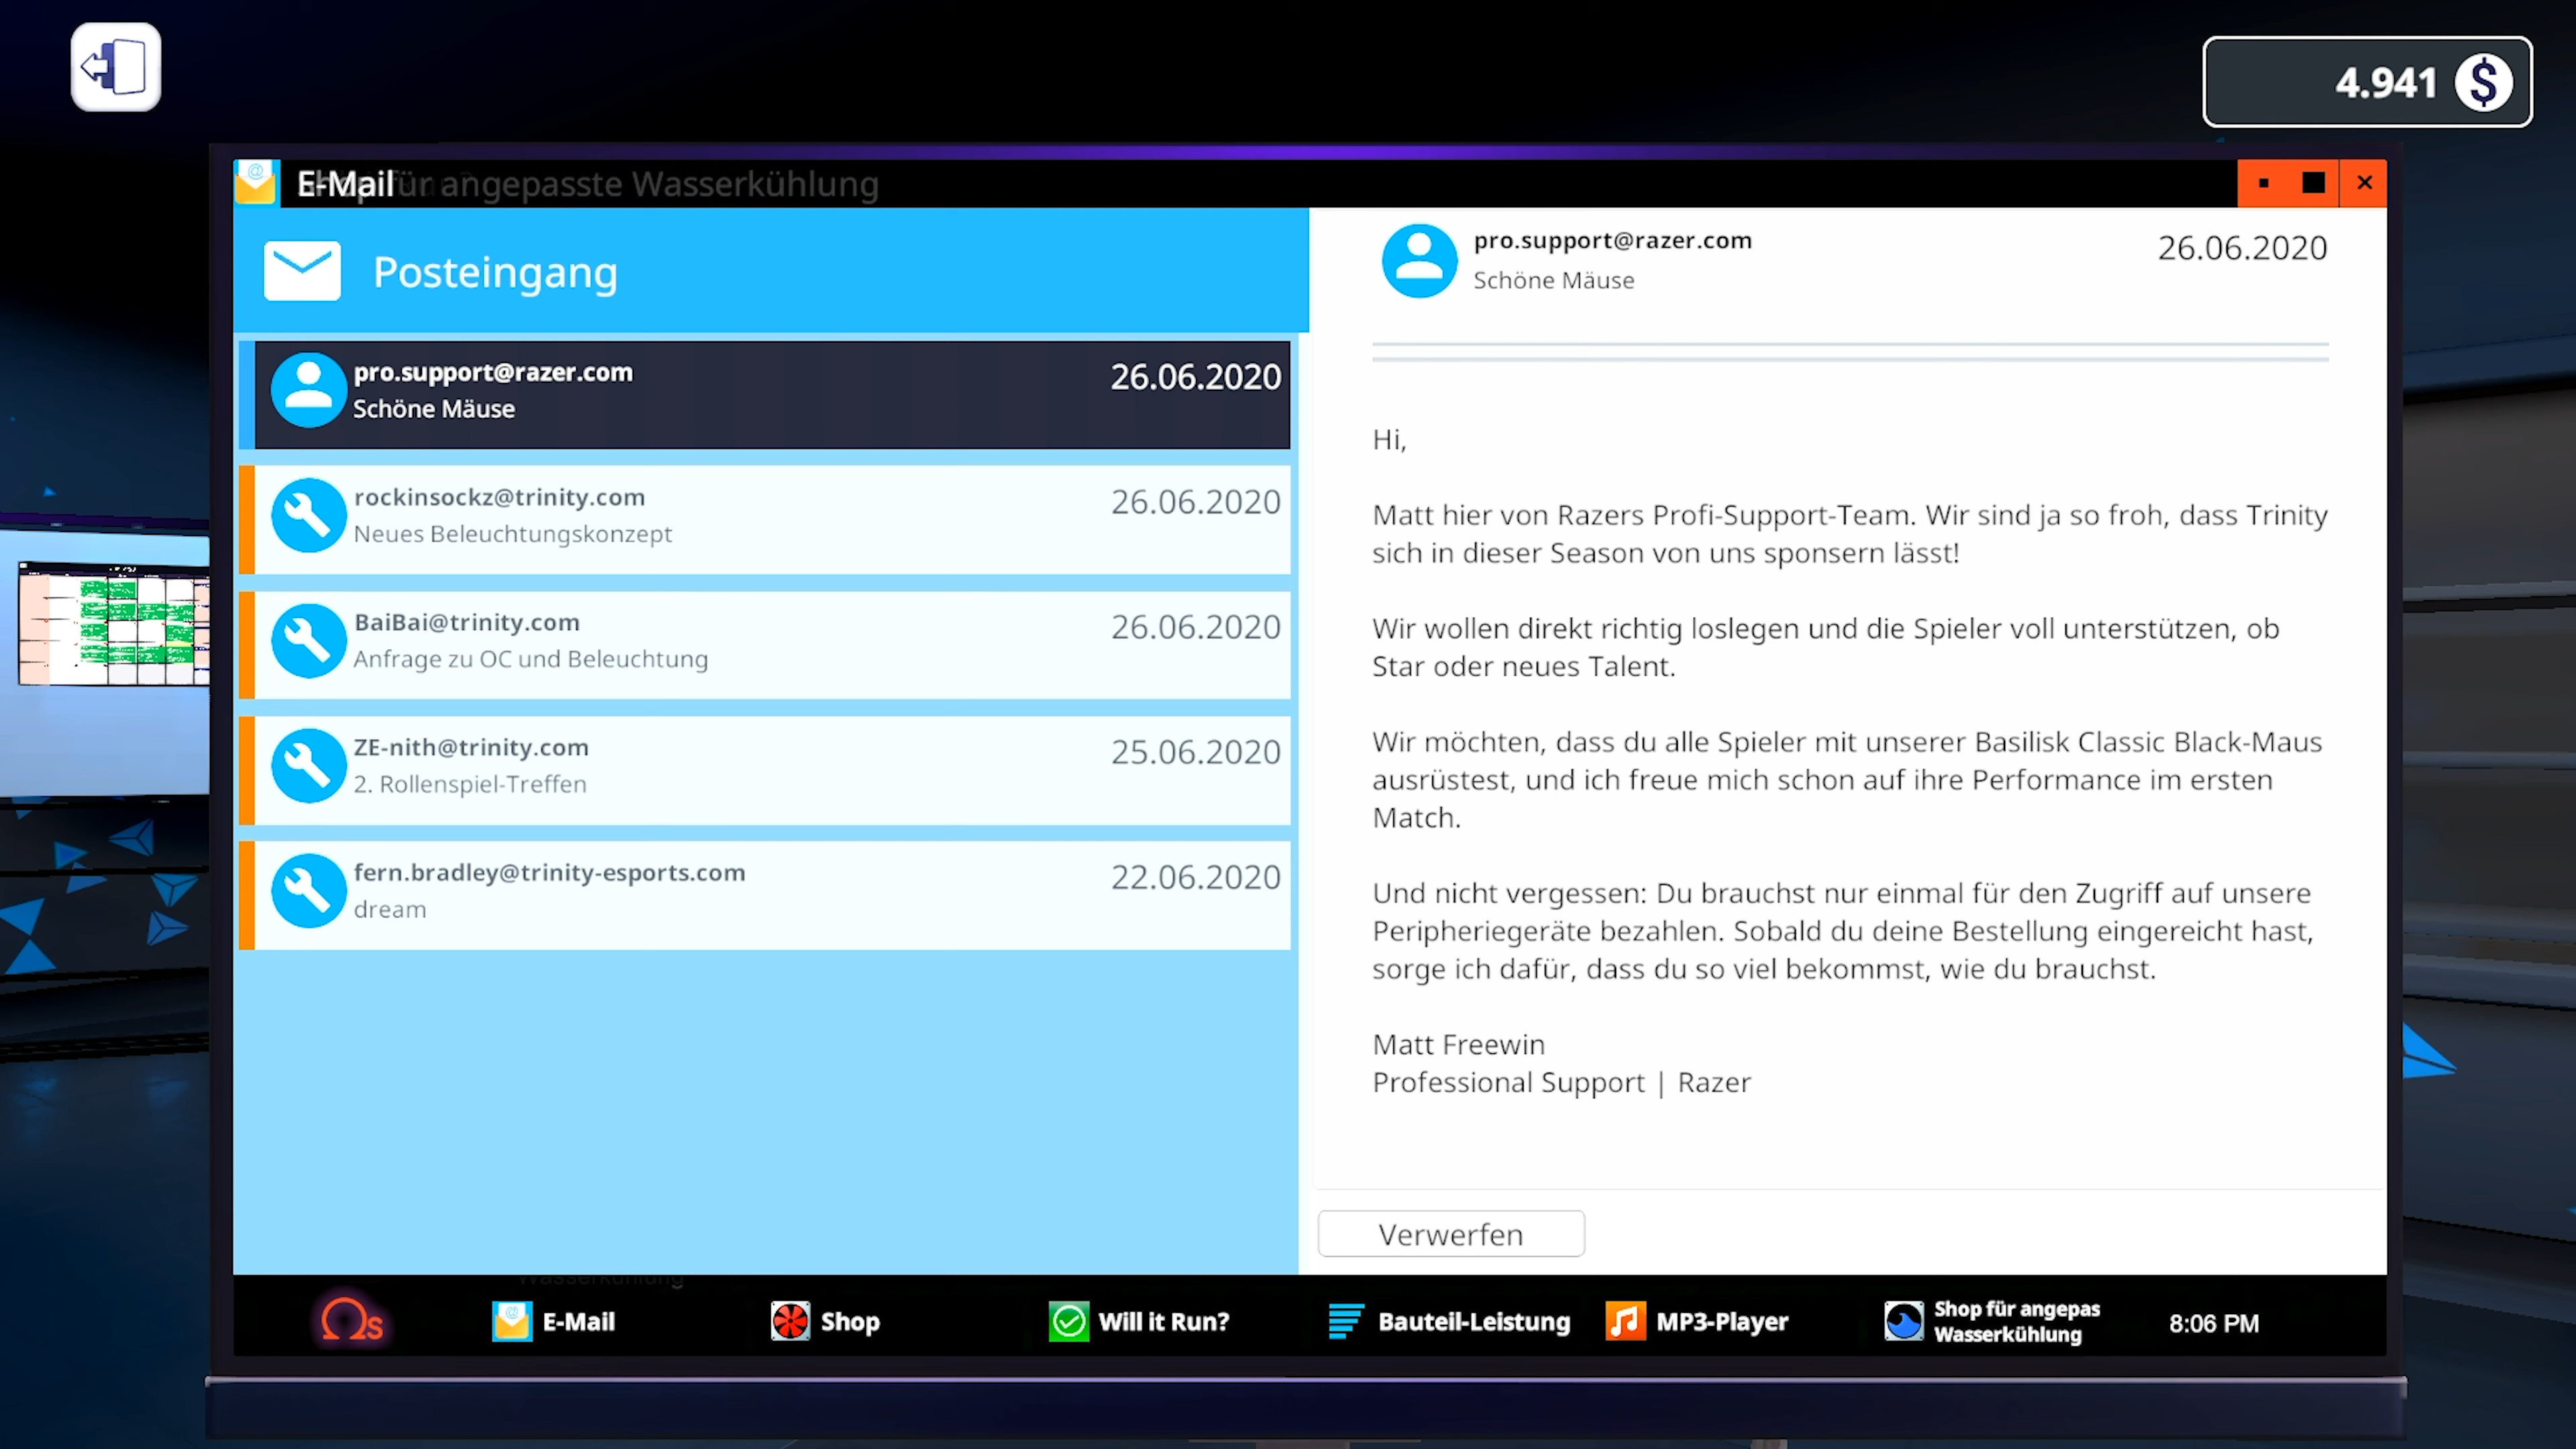 4.941 $
E-Mail
für angepasste Wasserkühlung
Posteingang
pro.support@razer.com
26.06.2020
Schöne Mäuse
rockinsockz@trinity.com
26.06.2020
Neues Beleuchtungskonzept
BaiBai@trinity.com
26.06.2020
Anfrage zu OC und Beleuchtung
ZE-nith@trinity.com
25.06.2020
2. Rollenspiel-Treffen
fern.bradley@trinity-esports.com
22.06.2020
dream
pro.support@razer.com
26.06.2020
Schöne Mäuse
Hi,
Matt hier von Razers Profi-Support-Team. Wir sind ja so froh, dass Trinity
sich in dieser Season von uns sponsern lässt!
Wir wollen direkt richtig loslegen und die Spieler voll unterstützen, ob
Star oder neues Talent.
Wir möchten, dass du alle Spieler mit unserer Basilisk Classic Black-Maus
ausrüstest, und ich freue mich schon auf ihre Performance im ersten
Match.
Und nicht vergessen: Du brauchst nur einmal für den Zugriff auf unsere
Peripheriegeräte bezahlen. Sobald du deine Bestellung eingereicht hast,
sorge ich dafür, dass du so viel bekommst, wie du brauchst.
Matt Freewin
Professional Support | Razer
Verwerfen
Wasserkühlung
Ωs
E-Mail
Shop
Will it Run?
Bauteil-Leistung
MP3-Player
Shop für angepas
Wasserkühlung
8:06 PM